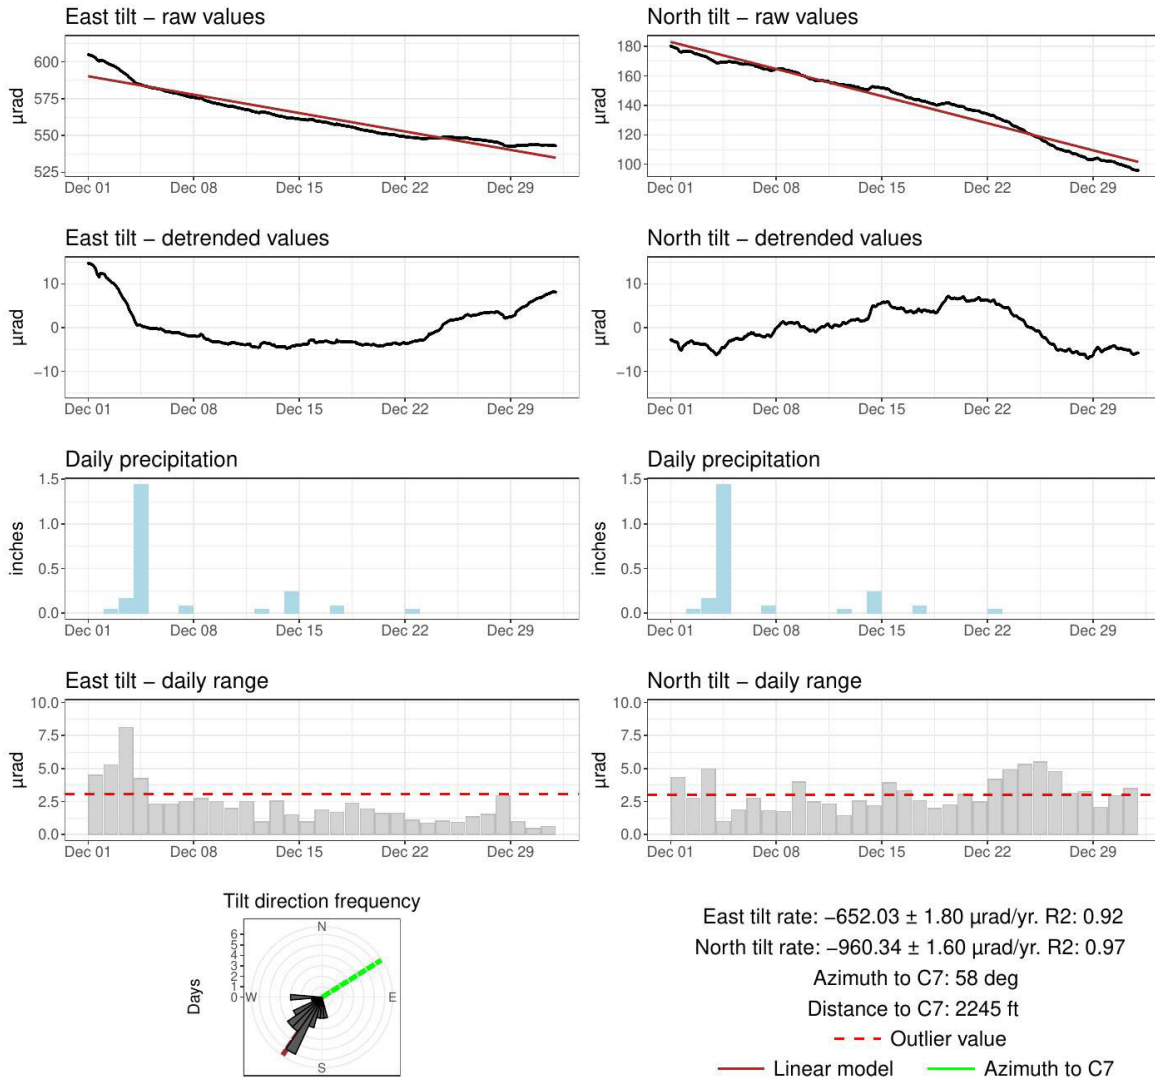 East tilt − raw values
µrad
600
575
550
525
Dec 01 Dec 08 Dec 15 Dec 22 Dec 29
North tilt − raw values
µrad
180
160
140
120
100
Dec 01 Dec 08 Dec 15 Dec 22 Dec 29
East tilt − detrended values
µrad
10
0
−10
Dec 01 Dec 08 Dec 15 Dec 22 Dec 29
North tilt − detrended values
µrad
10
0
−10
Dec 01 Dec 08 Dec 15 Dec 22 Dec 29
Daily precipitation
inches
1.5
1.0
0.5
0.0
Dec 01 Dec 08 Dec 15 Dec 22 Dec 29
Daily precipitation
inches
1.5
1.0
0.5
0.0
Dec 01 Dec 08 Dec 15 Dec 22 Dec 29
East tilt − daily range
µrad
10.0
7.5
5.0
2.5
0.0
Dec 01 Dec 08 Dec 15 Dec 22 Dec 29
North tilt − daily range
µrad
10.0
7.5
5.0
2.5
0.0
Dec 01 Dec 08 Dec 15 Dec 22 Dec 29
Tilt direction frequency
Days
6
5
4
3
2
1
0
N
W
E
S
East tilt rate: −652.03 ± 1.80 µrad/yr. R2: 0.92
North tilt rate: −960.34 ± 1.60 µrad/yr. R2: 0.97
Azimuth to C7: 58 deg
Distance to C7: 2245 ft
Outlier value
Linear model Azimuth to C7